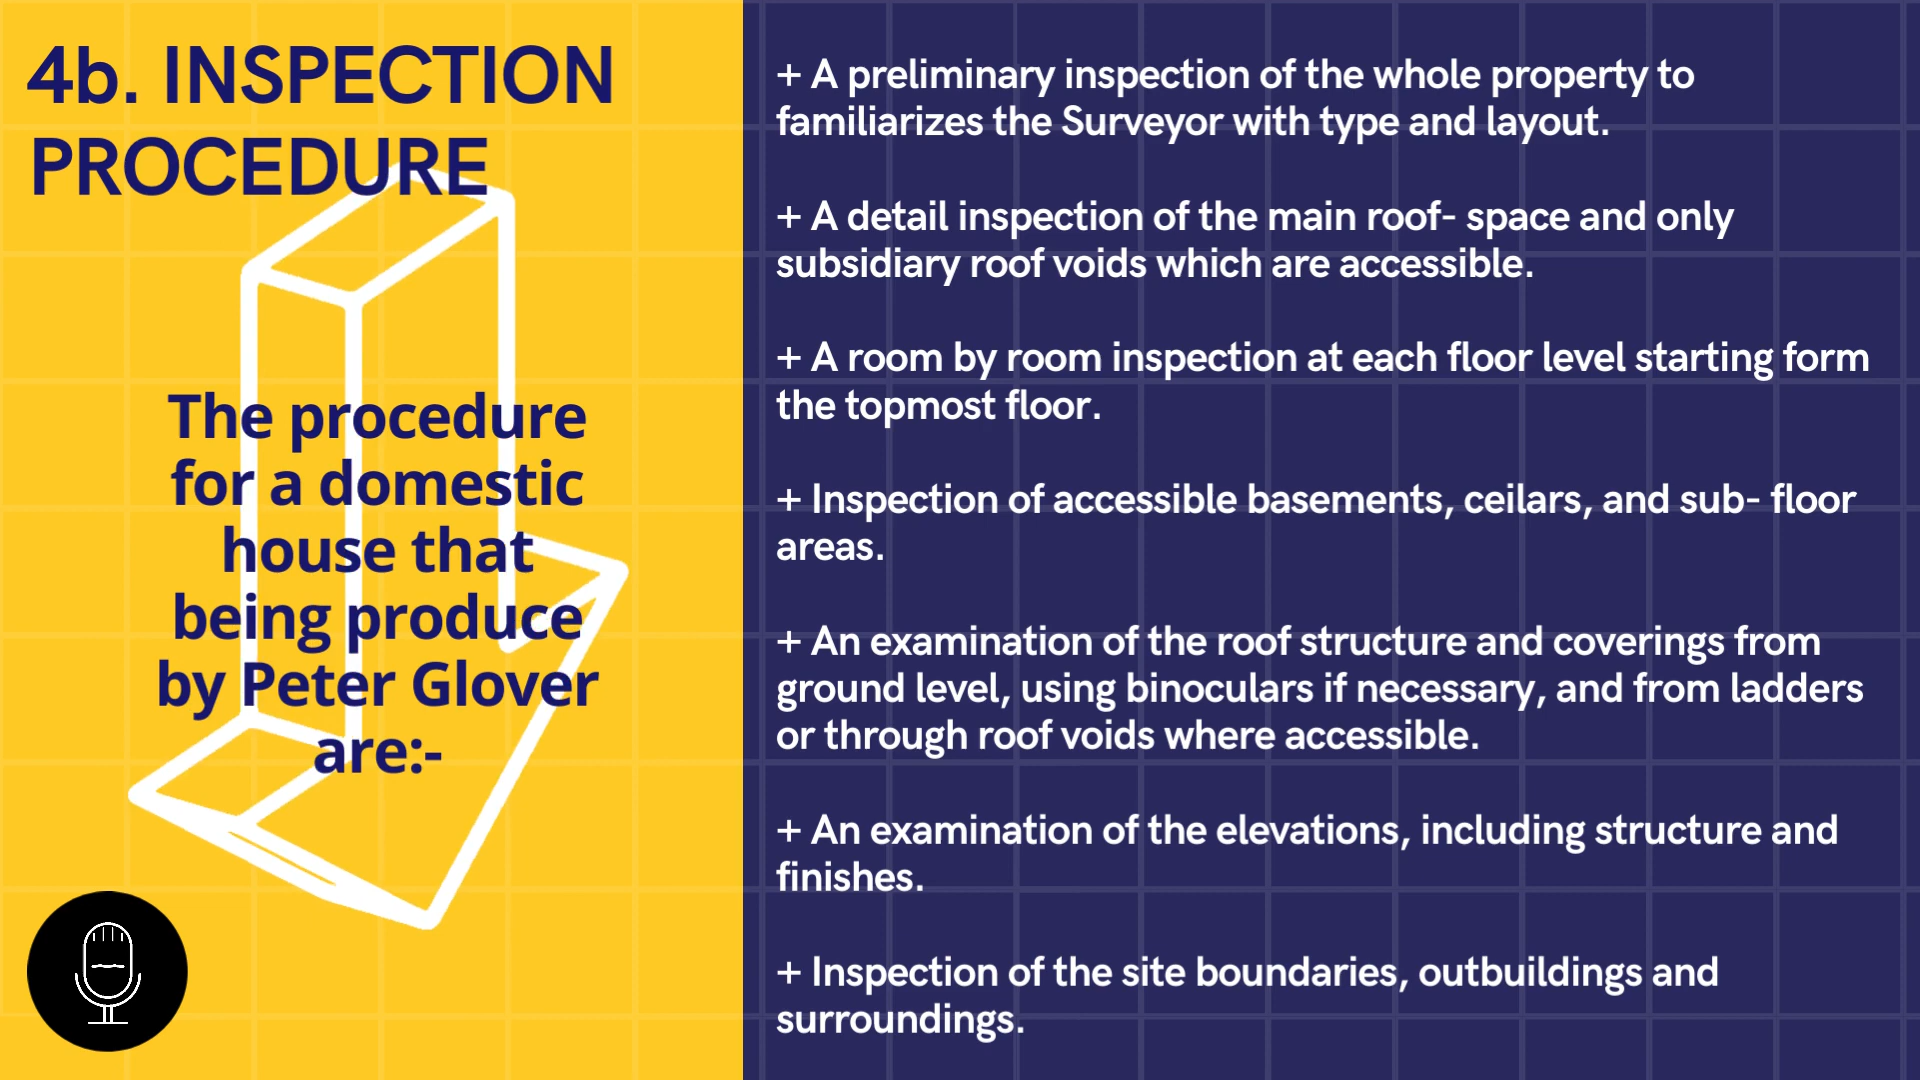 4b. INSPECTION
PROCEDURE
The procedure
for a domestic
house that
being produce
by Peter Glover
are:-
+ A preliminary inspection of the whole property to
familiarizes the Surveyor with type and layout.
+ A detail inspection of the main roof- space and only
subsidiary roof voids which are accessible.
+ A room by room inspection at each floor level starting form
the topmost floor.
+ Inspection of accessible basements, ceilars, and sub- floor
areas.
+ An examination of the roof structure and coverings from
ground level, using binoculars if necessary, and from ladders
or through roof voids where accessible.
+ An examination of the elevations, including structure and
finishes.
+ Inspection of the site boundaries, outbuildings and
surroundings.